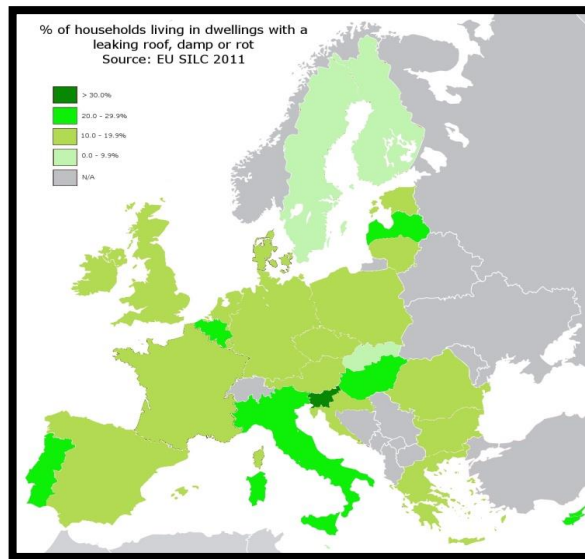 % of households living in dwellings with a
leaking roof, damp or rot
Source: EU SILC 2011
> 30.0%
20.0 - 29.9%
10.0 - 19.9%
0.0 - 9.9%
N/A